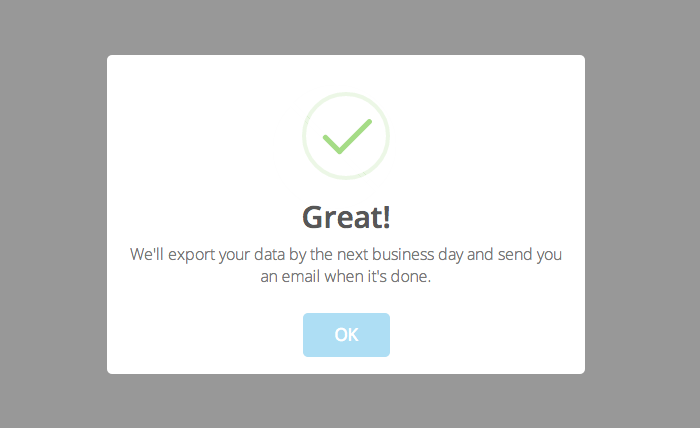 Great!
We'll export your data by the next business day and send you
an email when it's done.
OK